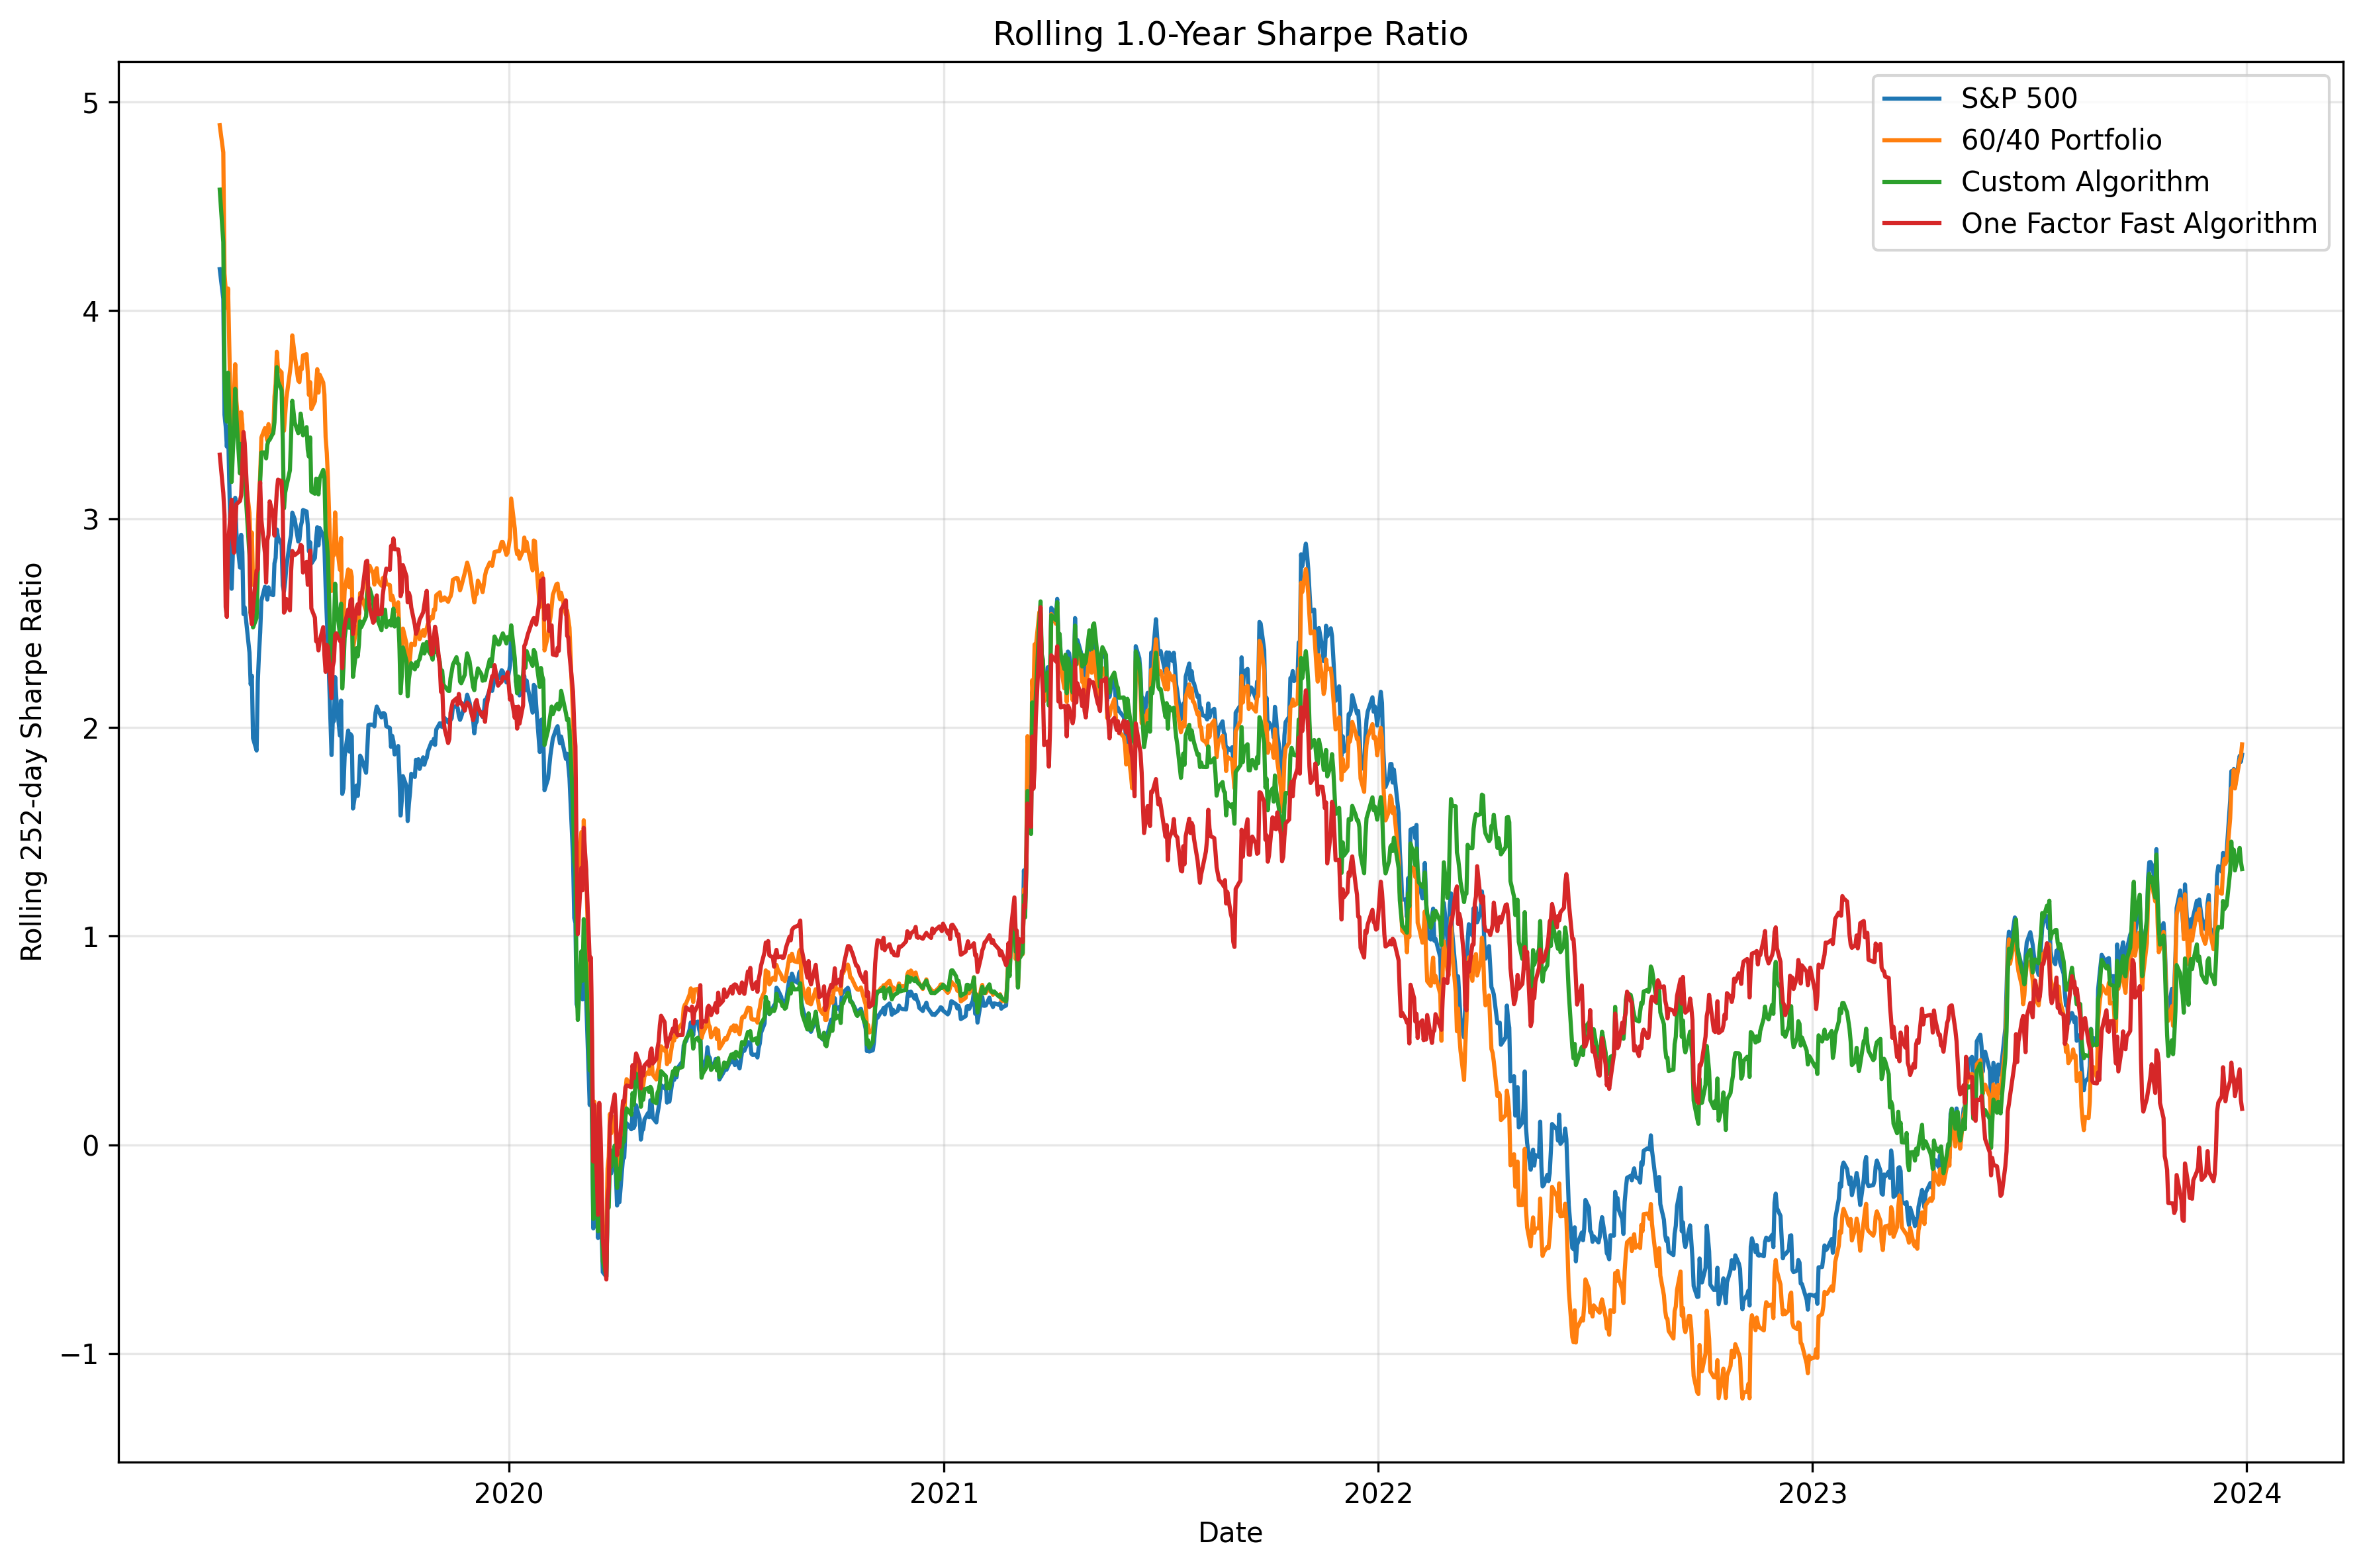 Rolling 1.0-Year Sharpe Ratio
5
4
3
2
1
0
−1
Rolling 252-day Sharpe Ratio
S&P 500
60/40 Portfolio
Custom Algorithm
One Factor Fast Algorithm
2020
2021
2022
2023
2024
Date